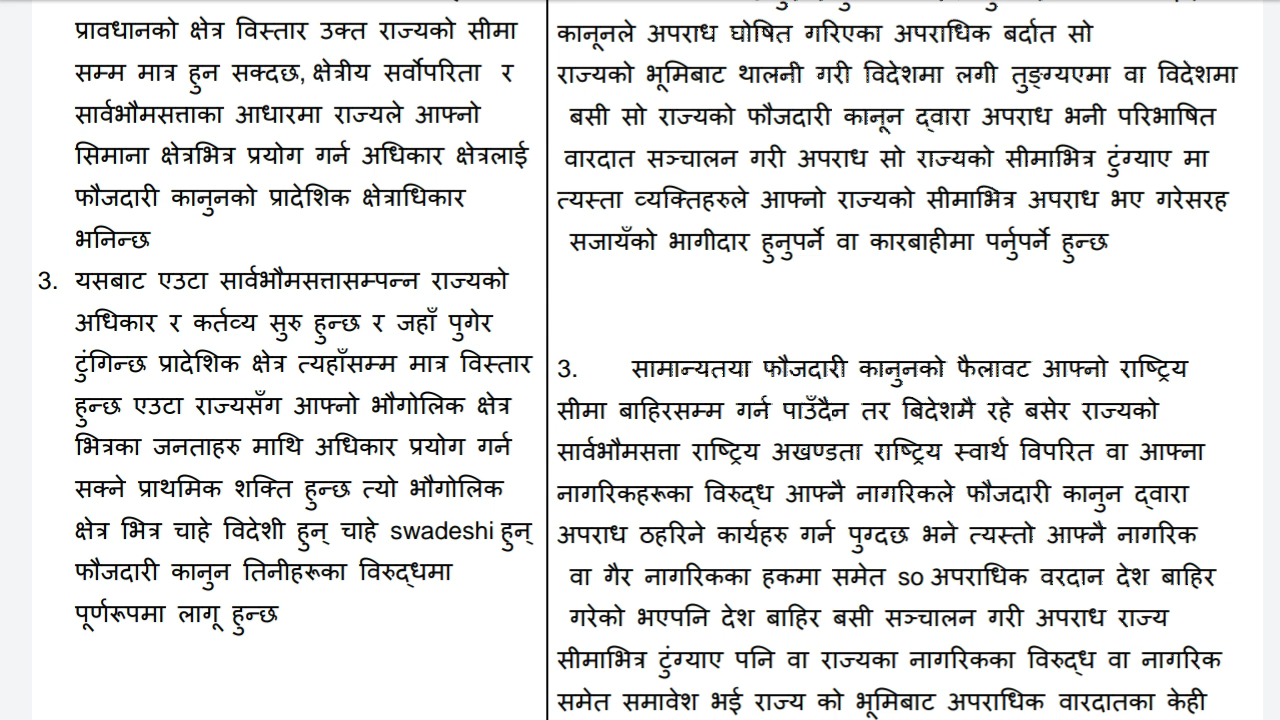 प्रावधानको क्षेत्र विस्तार उक्त राज्यको सीमा
सम्म मात्र हुन सक्दछ, क्षेत्रीय सर्वोपरिता र
सार्वभौमसत्ताका आधारमा राज्यले आफ्नो
सिमाना क्षेत्रभित्र प्रयोग गर्न अधिकार क्षेत्रलाई
फौजदारी कानुनको प्रादेशिक क्षेत्राधिकार
भनिन्छ
3. यसबाट एउटा सार्वभौमसत्तासम्पन्न राज्यको
अधिकार र कर्तव्य सुरु हुन्छ र जहाँ पुगेर
टुंगिन्छ प्रादेशिक क्षेत्र त्यहाँसम्म मात्र विस्तार
हुन्छ एउटा राज्यसँग आफ्नो भौगोलिक क्षेत्र
भित्रका जनताहरु माथि अधिकार प्रयोग गर्न
सक्ने प्राथमिक शक्ति हुन्छ त्यो भौगोलिक
क्षेत्र भित्र चाहे विदेशी हुन् चाहे swadeshi हुन्
फौजदारी कानुन तिनीहरूका विरुद्धमा
पूर्णरूपमा लागू हुन्छ
कानूनले अपराध घोषित गरिएका अपराधिक बर्दात सो
राज्यको भूमिबाट थालनी गरी विदेशमा लगी तुङ्ग्यएमा वा विदेशमा
बसी सो राज्यको फौजदारी कानून द्वारा अपराध भनी परिभाषित
वारदात सञ्चालन गरी अपराध सो राज्यको सीमाभित्र टुंग्याए मा
त्यस्ता व्यक्तिहरुले आफ्नो राज्यको सीमाभित्र अपराध भए गरेसरह
सजायँको भागीदार हुनुपर्ने वा कारबाहीमा पर्नुपर्ने हुन्छ
3. सामान्यतया फौजदारी कानुनको फैलावट आफ्नो राष्ट्रिय
सीमा बाहिरसम्म गर्न पाउँदैन तर बिदेशमै रहे बसेर राज्यको
सार्वभौमसत्ता राष्ट्रिय अखण्डता राष्ट्रिय स्वार्थ विपरित वा आफ्ना
नागरिकहरूका विरुद्ध आफ्नै नागरिकले फौजदारी कानुन द्वारा
अपराध ठहरिने कार्यहरु गर्न पुग्दछ भने त्यस्तो आफ्नै नागरिक
वा गैर नागरिकका हकमा समेत so अपराधिक वरदान देश बाहिर
गरेको भएपनि देश बाहिर बसी सञ्चालन गरी अपराध राज्य
सीमाभित्र टुंग्याए पनि वा राज्यका नागरिकका विरुद्ध वा नागरिक
समेत समावेश भई राज्य को भूमिबाट अपराधिक वारदातका केही